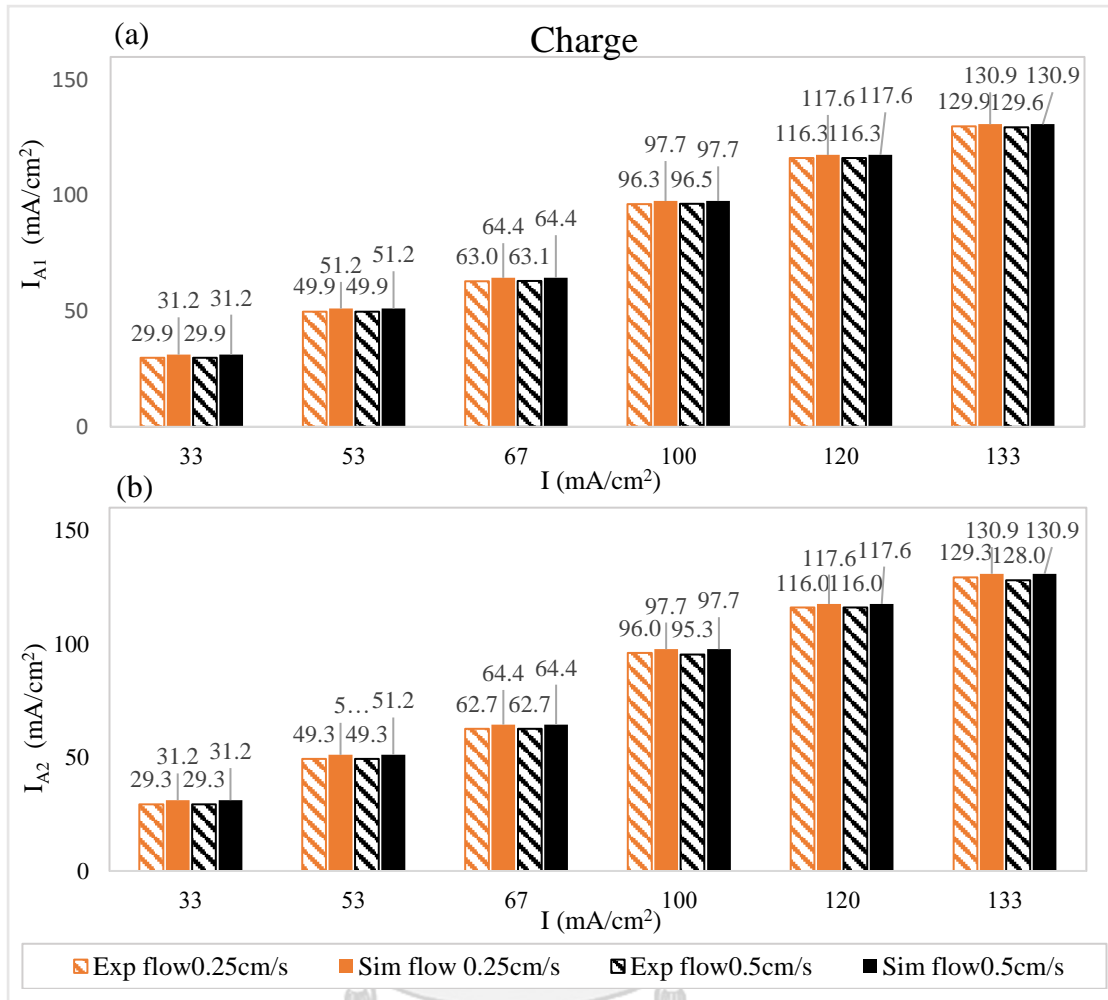 (a)
Charge
I_A1 (mA/cm²)
150
100
50
0
29.9 31.2 29.9 31.2
49.9 51.2 49.9 51.2
63.0 64.4 63.1 64.4
96.3 97.7 96.5 97.7
116.3 117.6 116.3 117.6
129.9 130.9 129.6 130.9
33 53 67 100 120 133
I (mA/cm²)
(b)
I_A2 (mA/cm²)
150
100
50
0
29.3 31.2 29.3 31.2
49.3 5… 49.3 51.2
62.7 64.4 62.7 64.4
96.0 97.7 95.3 97.7
116.0 117.6 116.0 117.6
129.3 130.9 128.0 130.9
33 53 67 100 120 133
I (mA/cm²)
Exp flow0.25cm/s Sim flow 0.25cm/s Exp flow0.5cm/s Sim flow0.5cm/s